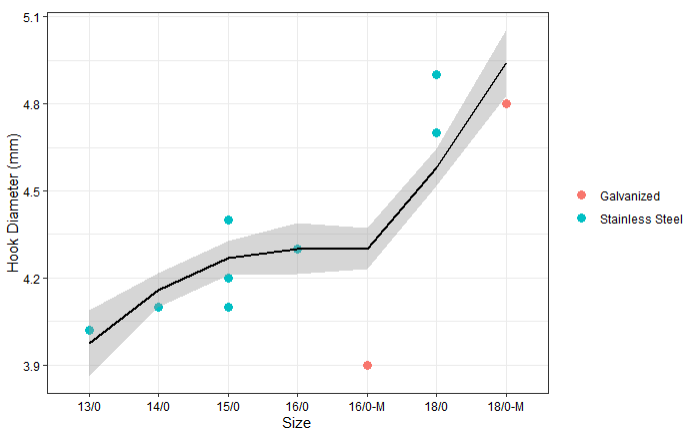 5.1
4.8
4.5
4.2
3.9
Hook Diameter (mm)
13/0 14/0 15/0 16/0 16/0-M 18/0 18/0-M
Size
Galvanized
Stainless Steel